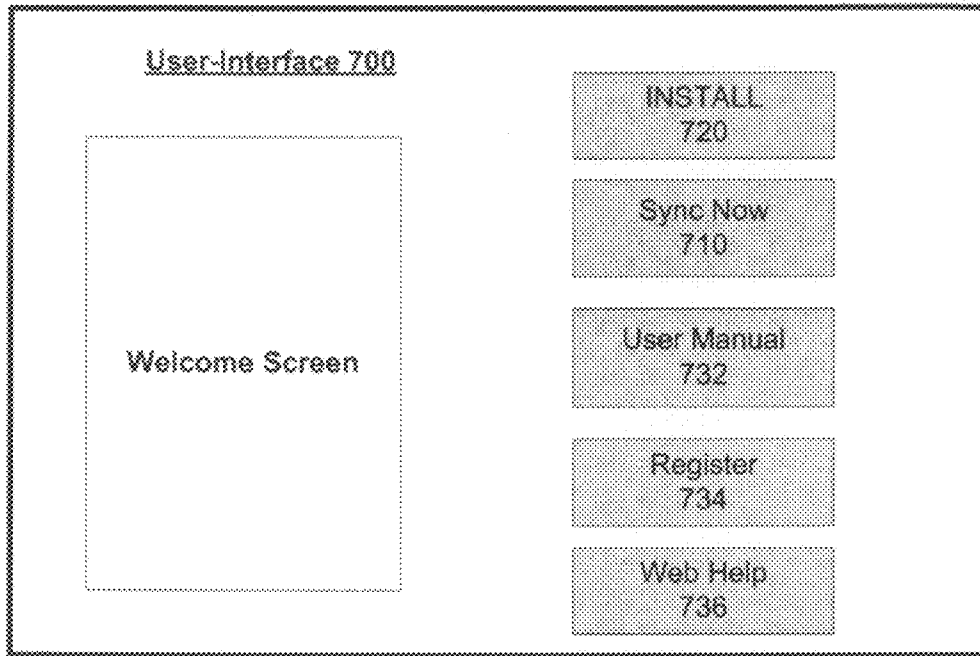 User-Interface 700
Welcome Screen
INSTALL
720
Sync Now
710
User Manual
732
Register
734
Web Help
736